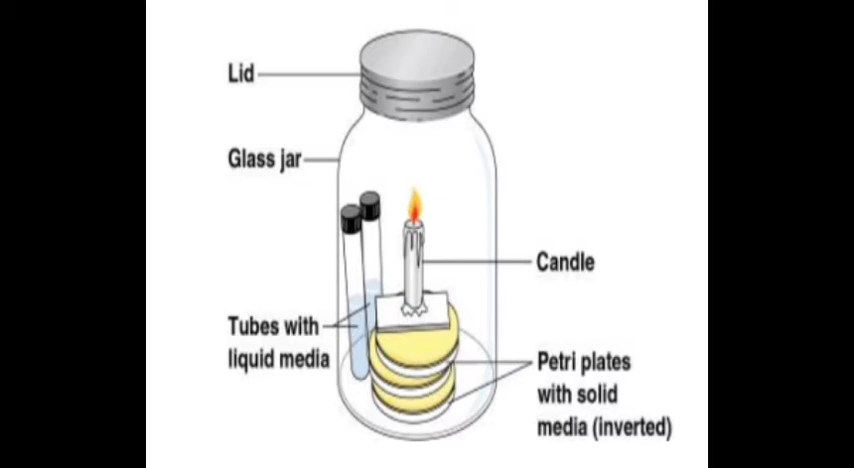 Lid
Glass jar
Candle
Tubes with
liquid media
Petri plates
with solid
media (inverted)